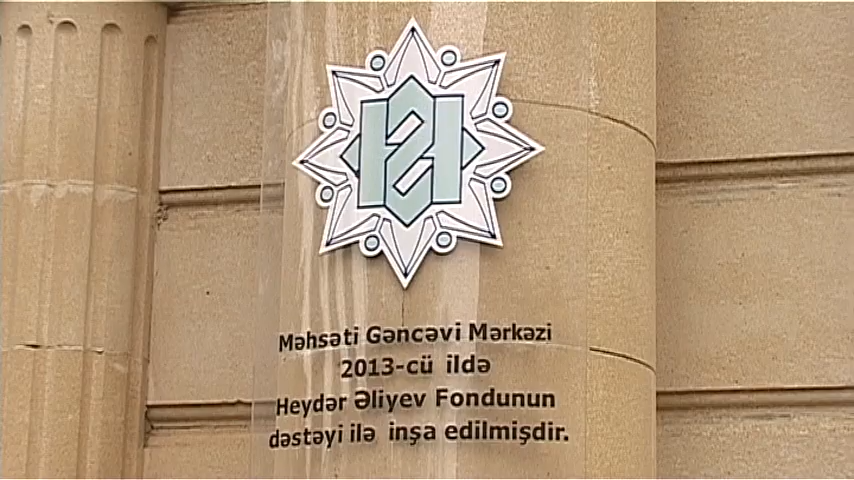 Məhsəti Gəncəvi Mərkəzi
2013-cü ildə
Heydər Əliyev Fondunun
dəstəyi ilə inşa edilmişdir.